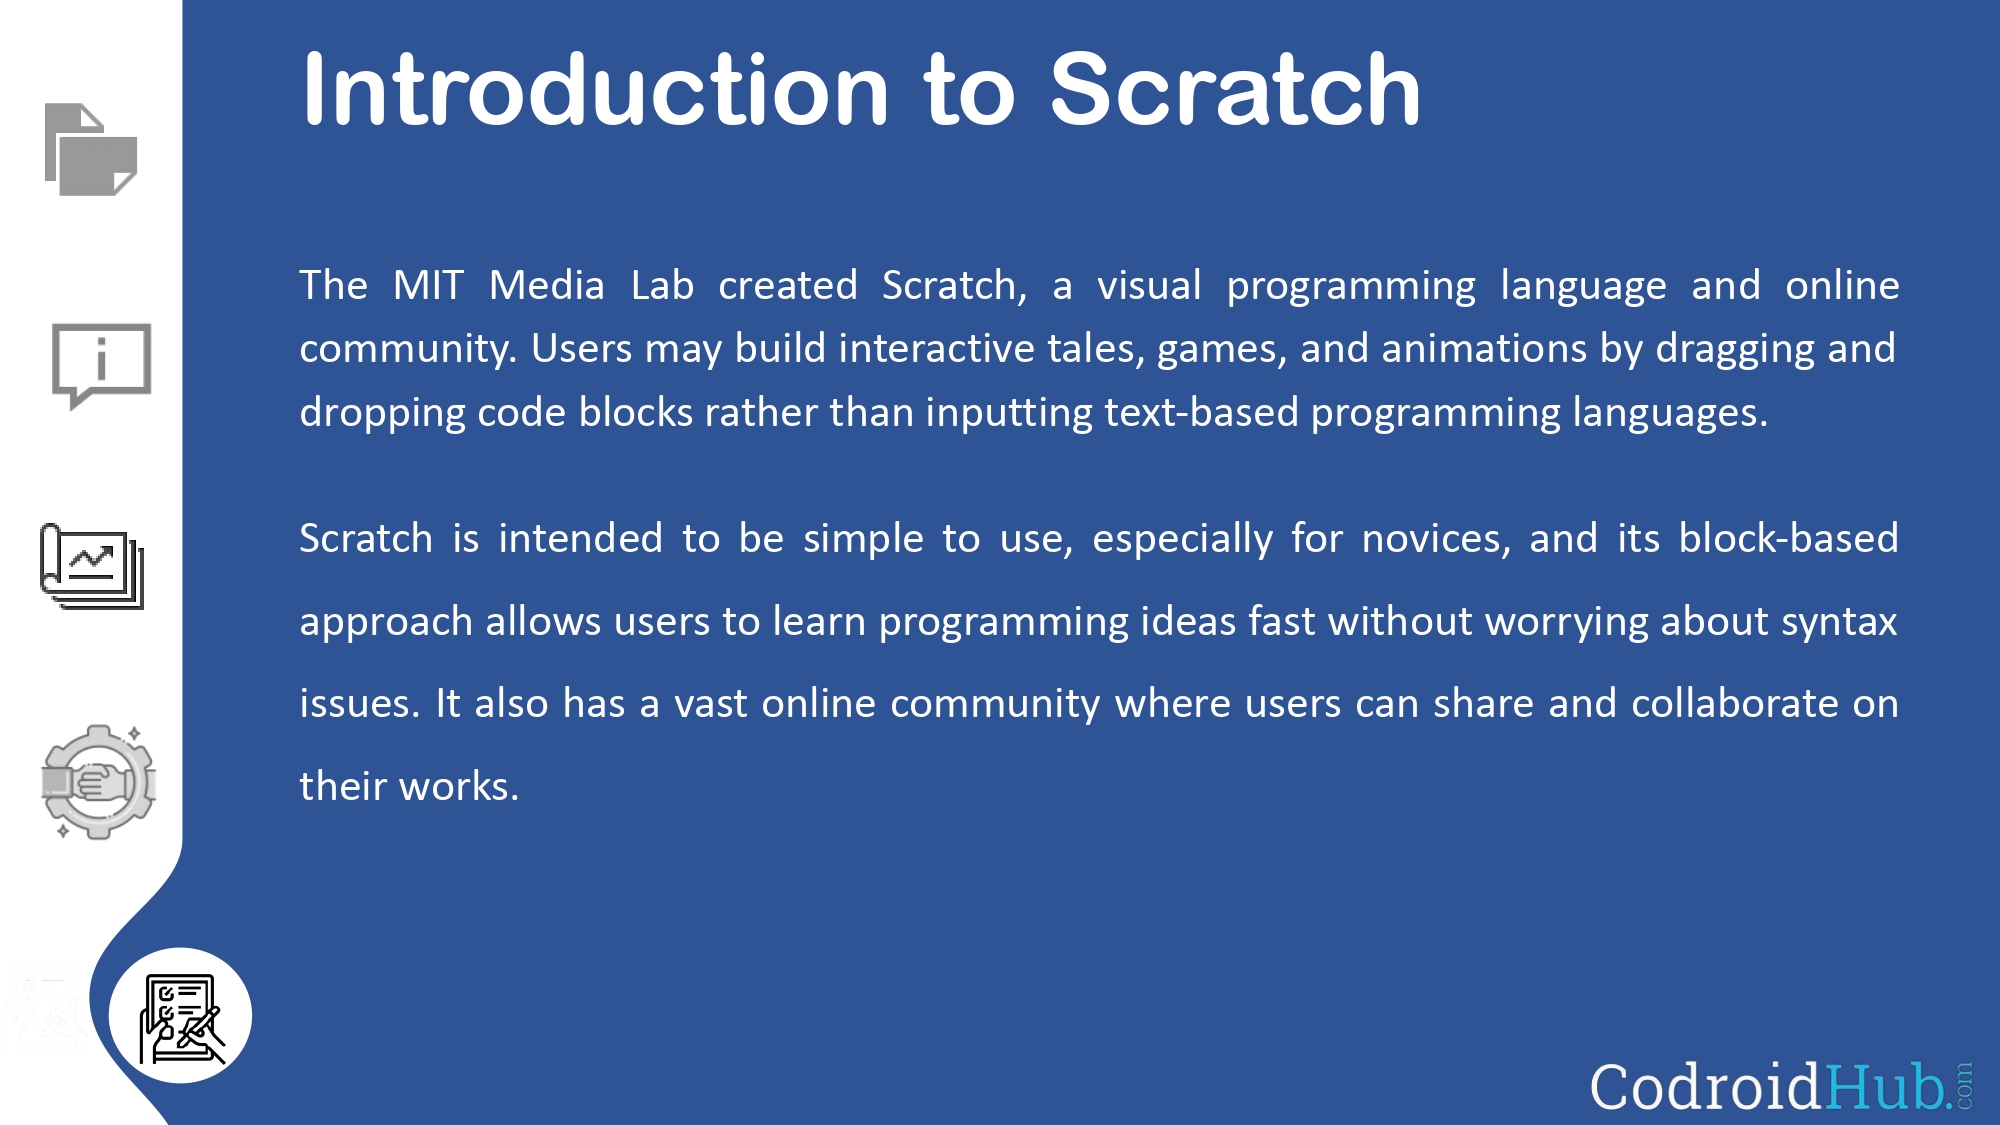 Introduction to Scratch
The MIT Media Lab created Scratch, a visual programming language and online
community. Users may build interactive tales, games, and animations by dragging and
dropping code blocks rather than inputting text-based programming languages.
Scratch is intended to be simple to use, especially for novices, and its block-based
approach allows users to learn programming ideas fast without worrying about syntax
issues. It also has a vast online community where users can share and collaborate on
their works.
CodroidHub.com